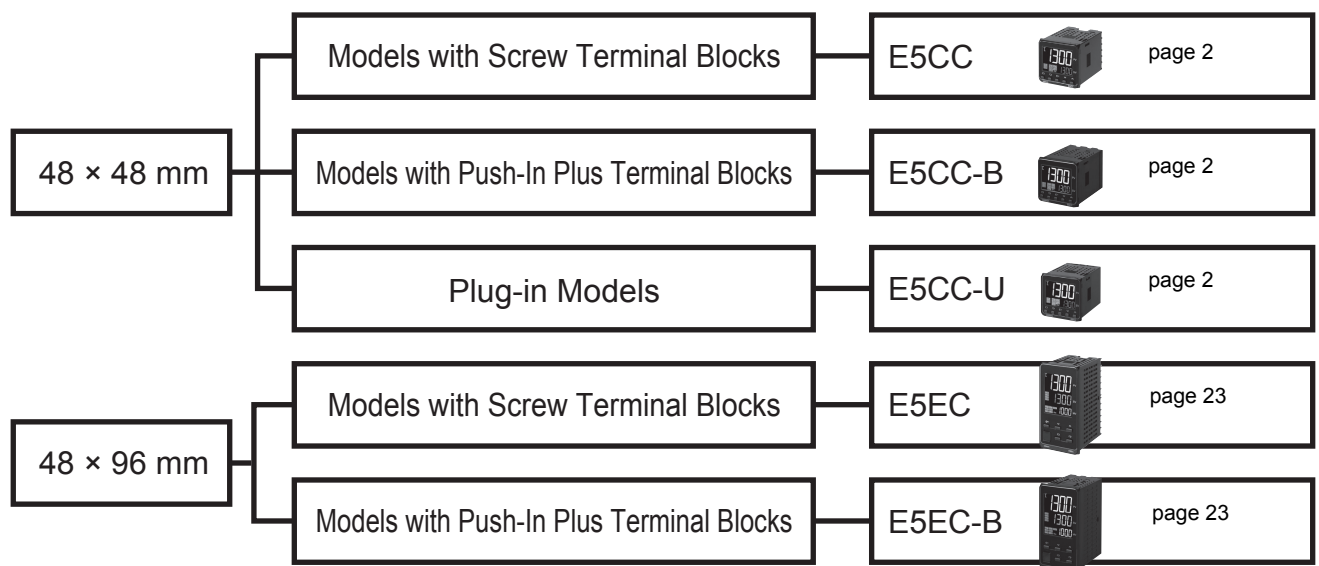 48 × 48 mm
Models with Screw Terminal Blocks
E5CC
1300
page 2
Models with Push-In Plus Terminal Blocks
E5CC-B
1300
page 2
Plug-in Models
E5CC-U
1300
page 2
48 × 96 mm
Models with Screw Terminal Blocks
E5EC
1300
1300
page 23
Models with Push-In Plus Terminal Blocks
E5EC-B
1300
1300
page 23